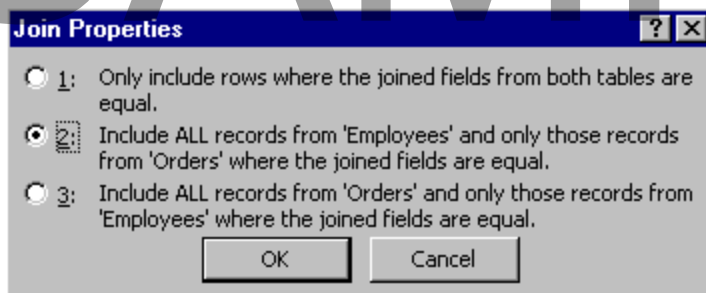 Join Properties
1: Only include rows where the joined fields from both tables are
equal.
2: Include ALL records from 'Employees' and only those records
from 'Orders' where the joined fields are equal.
3: Include ALL records from 'Orders' and only those records from
'Employees' where the joined fields are equal.
OK Cancel